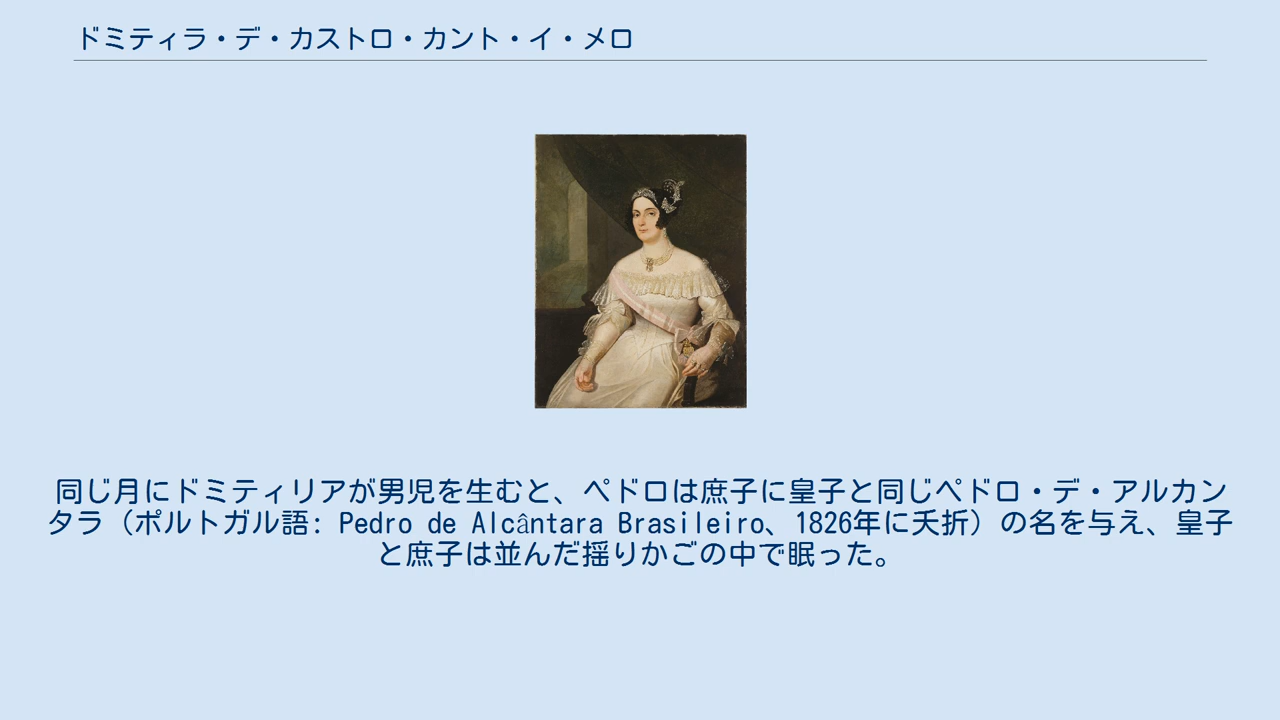 ドミティラ・デ・カストロ・カント・イ・メロ
同じ月にドミティリアが男児を生むと、ペドロは庶子に皇子と同じペドロ・デ・アルカン
タラ（ポルトガル語: Pedro de Alcântara Brasileiro、1826年に夭折）の名を与え、皇子
と庶子は並んだ揺りかごの中で眠った。